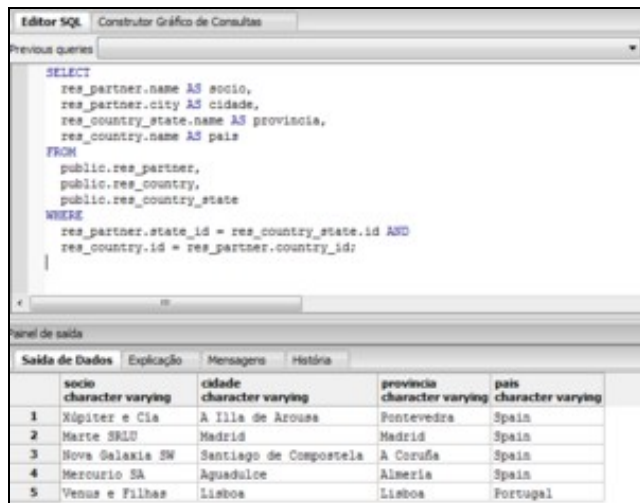 Editor SQL Construtor Gráfico de Consultas
Previous queries
SELECT
res_partner.name AS socio,
res_partner.city AS cidade,
res_country_state.name AS provincia,
res_country.name AS pais
FROM
public.res_partner,
public.res_country,
public.res_country_state
WHERE
res_partner.state_id = res_country_state.id AND
res_country.id = res_partner.country_id;
Painel de saída
Saída de Dados Explicação Mensagens História
socio cidade provincia pais
character varying character varying character varying character varying
1 Xúpiter e Cia A Illa de Arousa Pontevedra Spain
2 Marte SRLU Madrid Madrid Spain
3 Nova Galaxia SW Santiago de Compostela A Coruña Spain
4 Mercurio SA Aguadulce Almeria Spain
5 Venus e Filhas Lisboa Lisboa Portugal